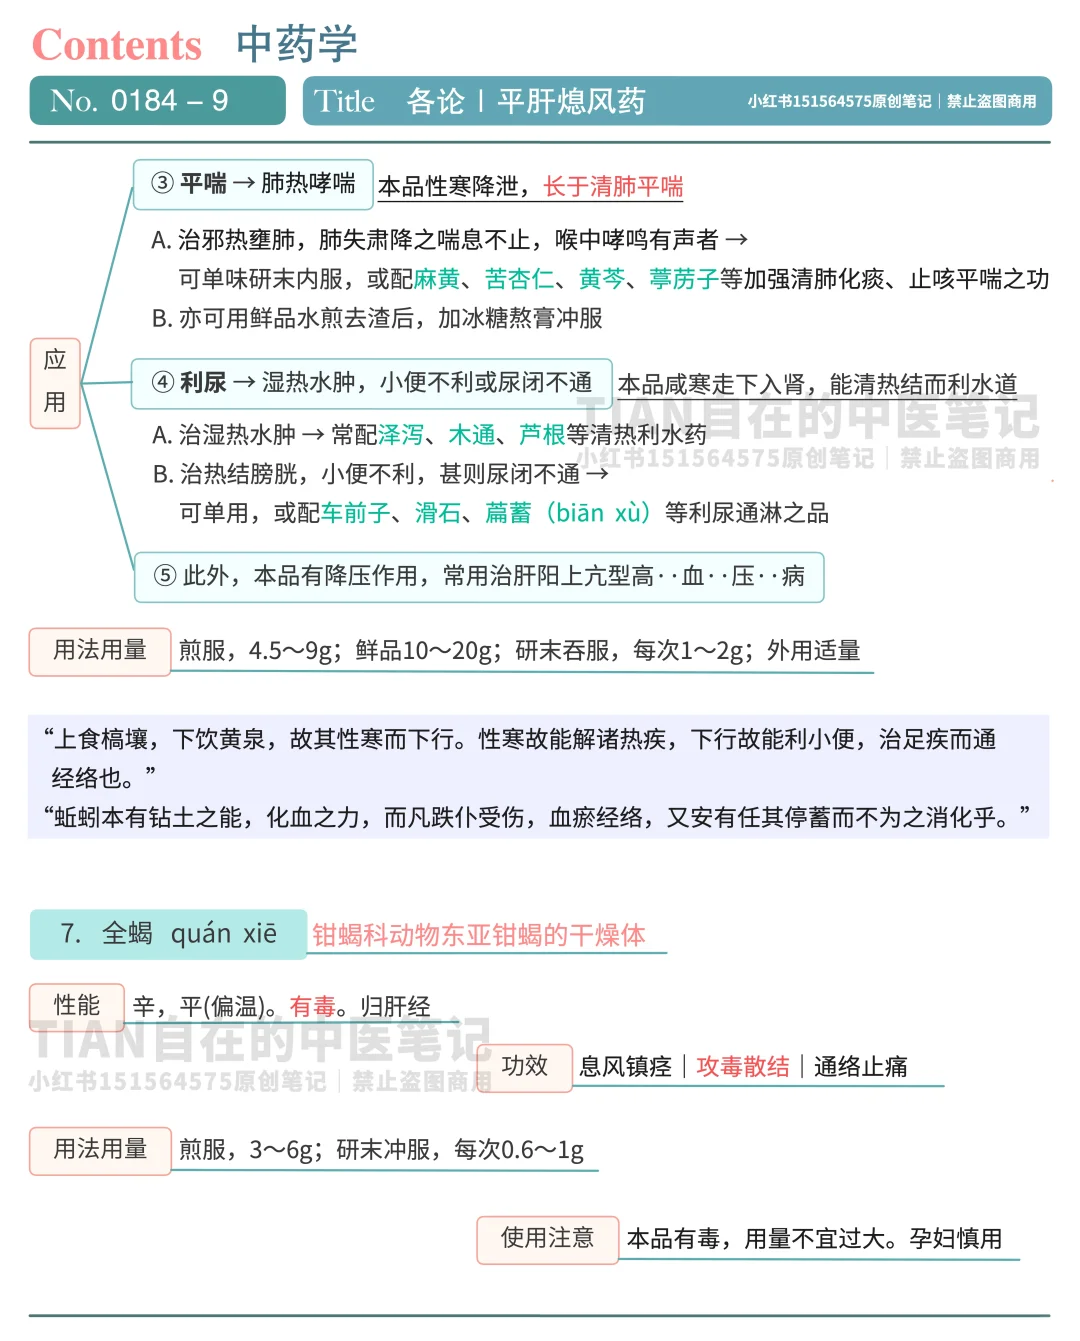 Contents 中药学
No. 0184 – 9
Title 各论丨平肝熄风药 小红书151564575原创笔记｜禁止盗图商用
③ 平喘 → 肺热哮喘 本品性寒降泄，长于清肺平喘
A. 治邪热壅肺，肺失肃降之喘息不止，喉中哮鸣有声者 →
可单味研末内服，或配麻黄、苦杏仁、黄芩、葶苈子等加强清肺化痰、止咳平喘之功
B. 亦可用鲜品水煎去渣后，加冰糖熬膏冲服
应
用
④ 利尿 → 湿热水肿，小便不利或尿闭不通 本品咸寒走下入肾，能清热结而利水道
TIAN自在的中医笔记
A. 治湿热水肿 → 常配泽泻、木通、芦根等清热利水药
小红书151564575原创笔记｜禁止盗图商用
B. 治热结膀胱，小便不利，甚则尿闭不通 →
可单用，或配车前子、滑石、萹蓄（biān xù）等利尿通淋之品
⑤ 此外，本品有降压作用，常用治肝阳上亢型高··血··压··病
用法用量 煎服，4.5～9g；鲜品10～20g；研末吞服，每次1～2g；外用适量
“上食槁壤，下饮黄泉，故其性寒而下行。性寒故能解诸热疾，下行故能利小便，治足疾而通
经络也。”
“蚯蚓本有钻土之能，化血之力，而凡跌仆受伤，血瘀经络，又安有任其停蓄而不为之消化乎。”
7. 全蝎 quán xiē 钳蝎科动物东亚钳蝎的干燥体
性能 辛，平(偏温)。有毒。归肝经
TIAN自在的中医笔记
功效 息风镇痉｜攻毒散结｜通络止痛
小红书151564575原创笔记｜禁止盗图商用
用法用量 煎服，3～6g；研末冲服，每次0.6～1g
使用注意 本品有毒，用量不宜过大。孕妇慎用